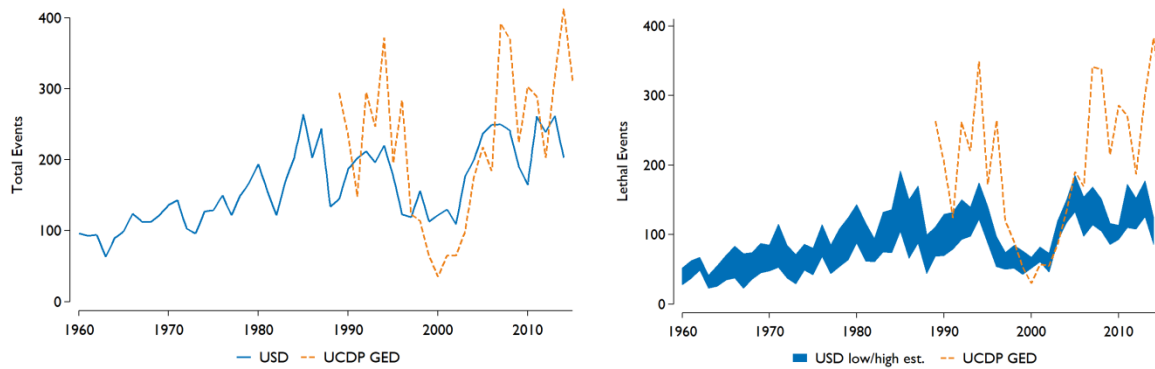 400
300
200
100
0
Total Events
1960 1970 1980 1990 2000 2010
USD UCDP GED
400
300
200
100
0
Lethal Events
1960 1970 1980 1990 2000 2010
USD low/high est. UCDP GED